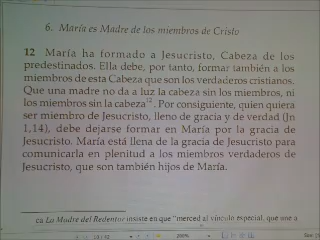 6. María es Madre de los miembros de Cristo
12 María ha formado a Jesucristo, Cabeza de los
predestinados. Ella debe, por tanto, formar también a los
miembros de esta Cabeza que son los verdaderos cristianos.
Que una madre no da a luz la cabeza sin los miembros, ni
los miembros sin la cabeza12. Por consiguiente, quien quiera
ser miembro de Jesucristo, lleno de gracia y de verdad (Jn
1,14), debe dejarse formar en María por la gracia de
Jesucristo. María está llena de la gracia de Jesucristo para
comunicarla en plenitud a los miembros verdaderos de
Jesucristo, que son también hijos de María.
ca La Madre del Redentor insiste en que "merced al vínculo especial, que une a